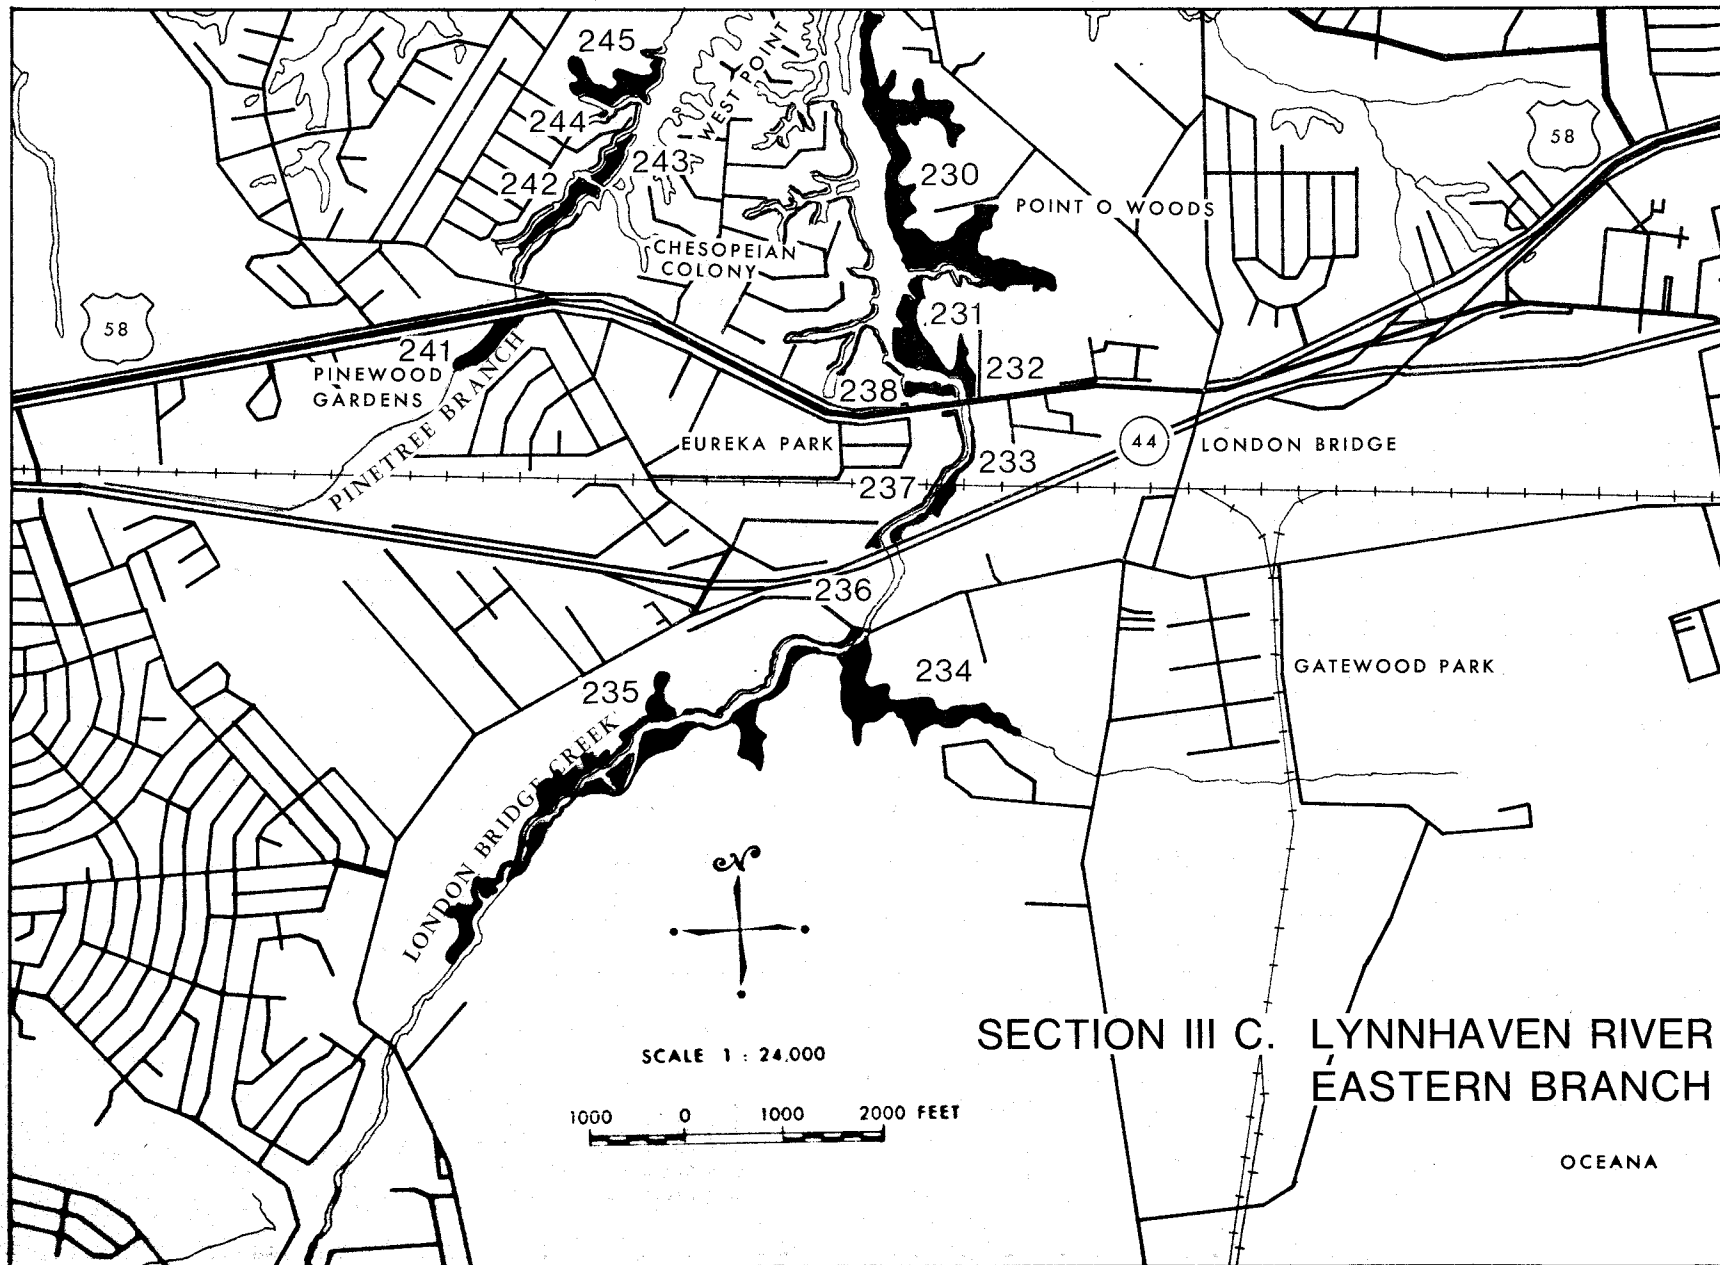 245
WEST POINT
244
58
243
242
230
POINT O WOODS
CHESOPEIAN
COLONY
231
58
241
232
PINEWOOD
GARDENS
238
PINETREE BRANCH
EUREKA PARK
44
LONDON BRIDGE
233
237
236
234
GATEWOOD PARK
235
LONDON BRIDGE CREEK
N
SECTION III C. LYNNHAVEN RIVER
EASTERN BRANCH
SCALE 1 : 24,000
1000 0 1000 2000 FEET
OCEANA